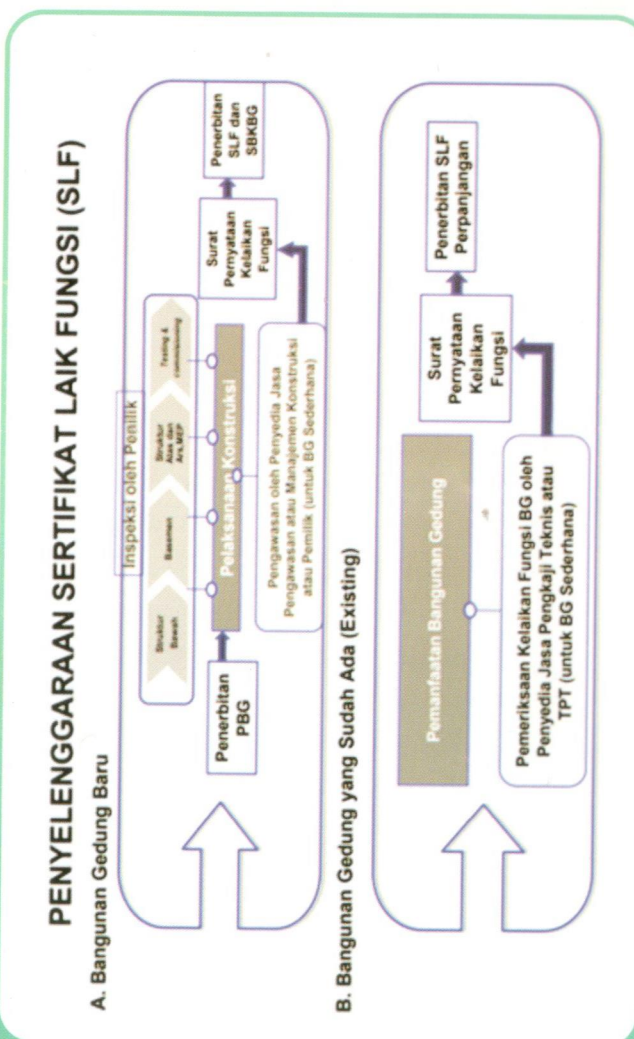 PENYELENGGARAAN SERTIFIKAT LAIK FUNGSI (SLF)
A. Bangunan Gedung Baru
Inspeksi oleh Penilik
Struktur
Bawah
Basemen
Struktur
Atas dan
Ars,MEP
Testing &
commissioning
Penerbitan
PBG
Pelaksanaan Konstruksi
Pengawasan oleh Penyedia Jasa
Pengawasan atau Manajemen Konstruksi
atau Pemilik (untuk BG Sederhana)
Surat
Pernyataan
Kelaikan
Fungsi
Penerbitan
SLF dan
SBKBG
B. Bangunan Gedung yang Sudah Ada (Existing)
Pemanfaatan Bangunan Gedung
Pemeriksaan Kelaikan Fungsi BG oleh
Penyedia Jasa Pengkaji Teknis atau
TPT (untuk BG Sederhana)
Surat
Pernyataan
Kelaikan
Fungsi
Penerbitan SLF
Perpanjangan